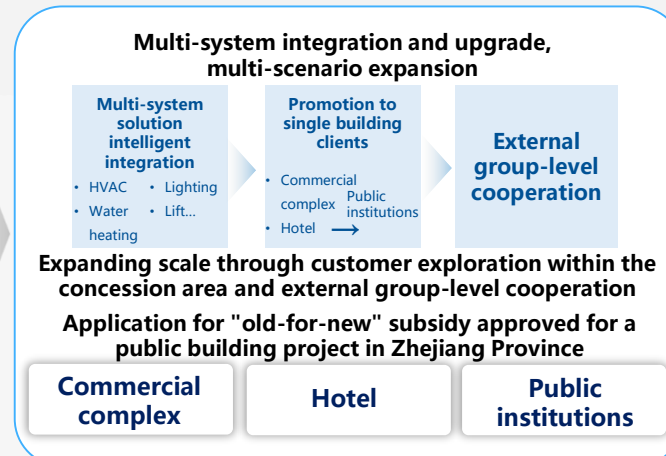 Multi-system integration and upgrade,
multi-scenario expansion
Multi-system
solution
intelligent
integration
• HVAC
• Water
heating
• Lighting
• Lift...
Promotion to
single building
clients
• Commercial
complex
• Hotel
→
Public
institutions
External
group-level
cooperation
Expanding scale through customer exploration within the
concession area and external group-level cooperation
Application for "old-for-new" subsidy approved for a
public building project in Zhejiang Province
Commercial
complex
Hotel
Public
institutions